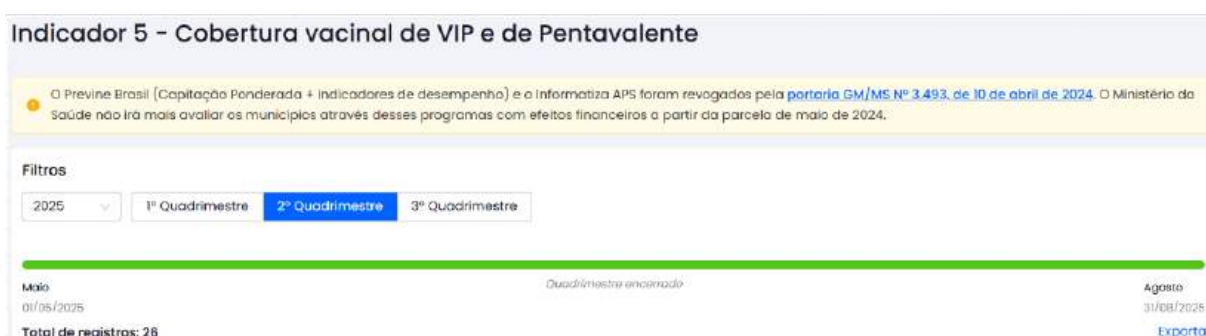 Indicador 5 - Cobertura vacinal de VIP e de Pentavalente
O Previne Brasil (Capitação Ponderada + indicadores de desempenho) e o Informatiza APS foram revogados pela portaria GM/MS Nº 3.493, de 10 de abril de 2024. O Ministério da
Saúde não irá mais avaliar os municípios através desses programas com efeitos financeiros a partir da parcela de maio de 2024.
Filtros
2025 1º Quadrimestre 2º Quadrimestre 3º Quadrimestre
Maio Quadrimestre encerrado Agosto
01/05/2025 31/08/2025
Total de registros: 26 Exporta